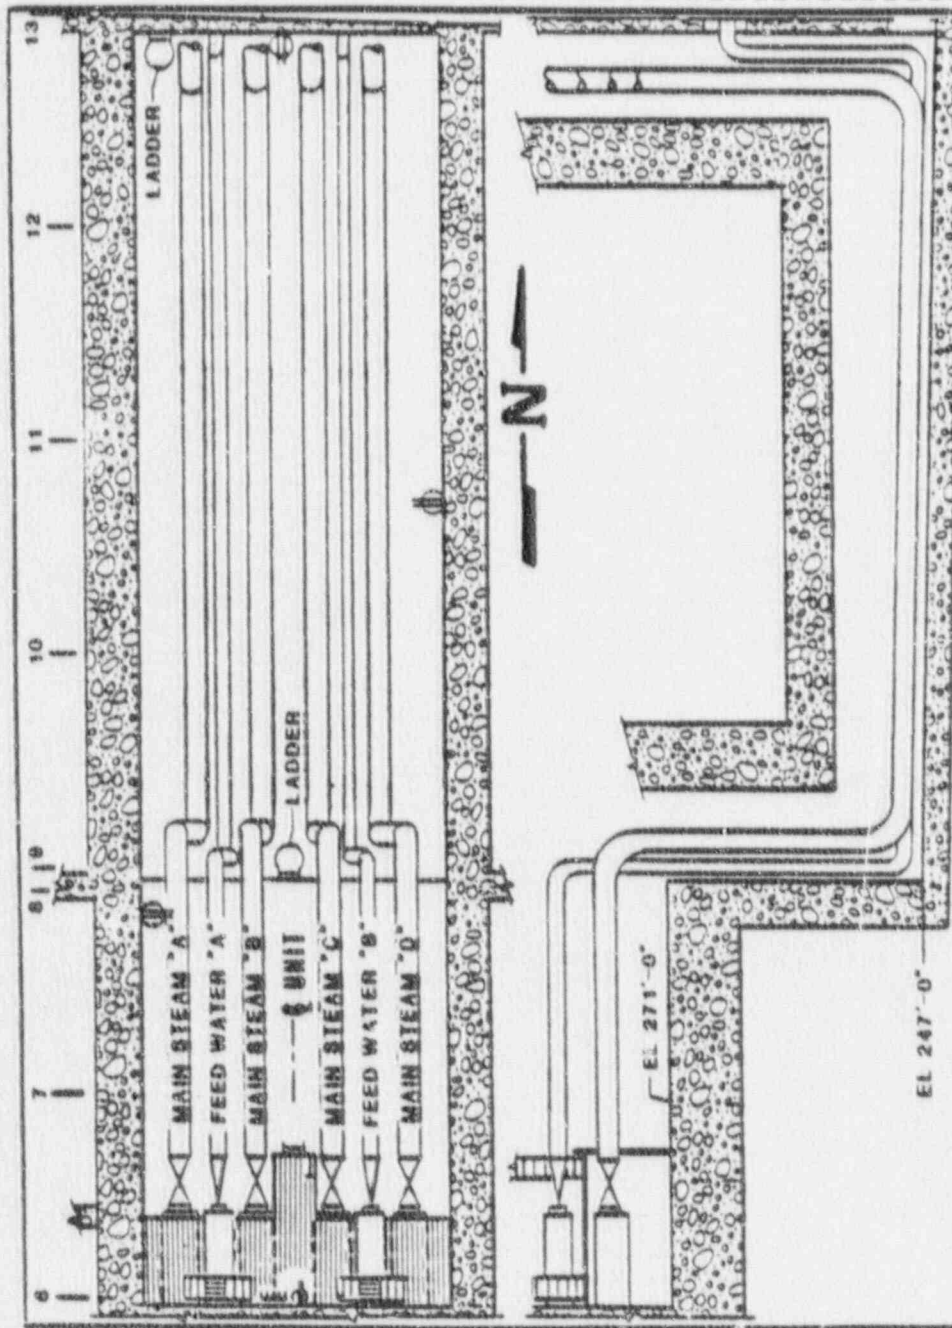 13
12
11
10
9
8
7
6
LADDER
LADDER
MAIN STEAM "A"
FEED WATER "A"
MAIN STEAM "B"
℄ UNIT
MAIN STEAM "C"
FEED WATER "B"
MAIN STEAM "D"
N
EL 271'-0"
EL 247'-0"